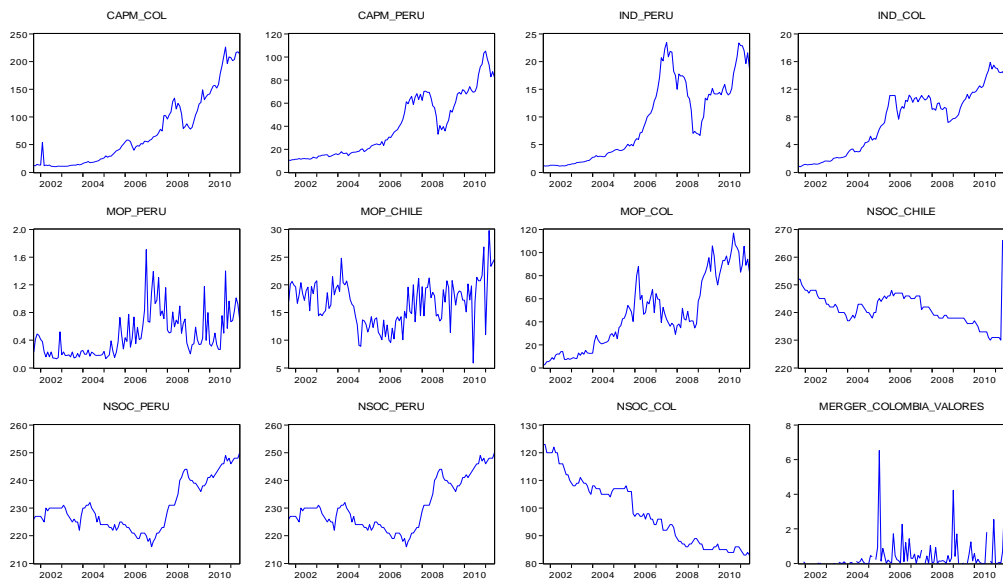 CAPM_COL CAPM_PERU IND_PERU IND_COL
250 120 25 20
200 100 20 16
150 80 15 12
100 60 10 8
50 40 5 4
0 20 0 0
0
2002 2004 2006 2008 2010 2002 2004 2006 2008 2010 2002 2004 2006 2008 2010 2002 2004 2006 2008 2010
MOP_PERU MOP_CHILE MOP_COL NSOC_CHILE
2.0 30 120 270
1.6 25 100 260
1.2 20 80 250
0.8 15 60 240
0.4 10 40 230
0.0 5 20 220
0
2002 2004 2006 2008 2010 2002 2004 2006 2008 2010 2002 2004 2006 2008 2010 2002 2004 2006 2008 2010
NSOC_PERU NSOC_PERU NSOC_COL MERGER_COLOMBIA_VALORES
260 260 130 8
250 250 120 6
240 240 110 4
230 230 100 2
220 220 90 0
210 210 80
2002 2004 2006 2008 2010 2002 2004 2006 2008 2010 2002 2004 2006 2008 2010 2002 2004 2006 2008 2010